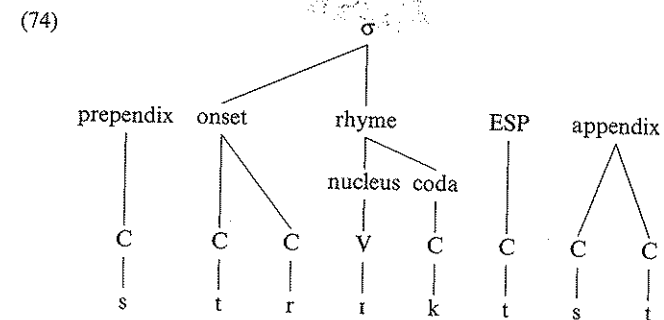 (74)
σ
prependix onset rhyme ESP appendix
nucleus coda
C C C V C C C C
s t r ɪ k t s t